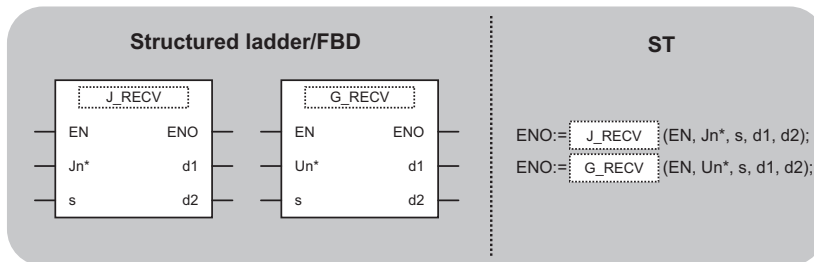 Structured ladder/FBD
J_RECV
EN ENO
Jn* d1
s d2
G_RECV
EN ENO
Un* d1
s d2
ST
ENO:= J_RECV (EN, Jn*, s, d1, d2);
ENO:= G_RECV (EN, Un*, s, d1, d2);